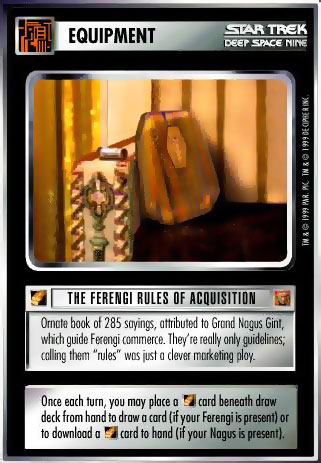 EQUIPMENT
STAR TREK
DEEP SPACE NINE
TM & © 1999 PAR. PIC. TM & © 1999 DECIPHER INC.
THE FERENGI RULES OF ACQUISITION
Ornate book of 285 sayings, attributed to Grand Nagus Gint,
which guide Ferengi commerce. They're really only guidelines;
calling them "rules" was just a clever marketing ploy.
Once each turn, you may place a card beneath draw
deck from hand to draw a card (if your Ferengi is present) or
to download a card to hand (if your Nagus is present).